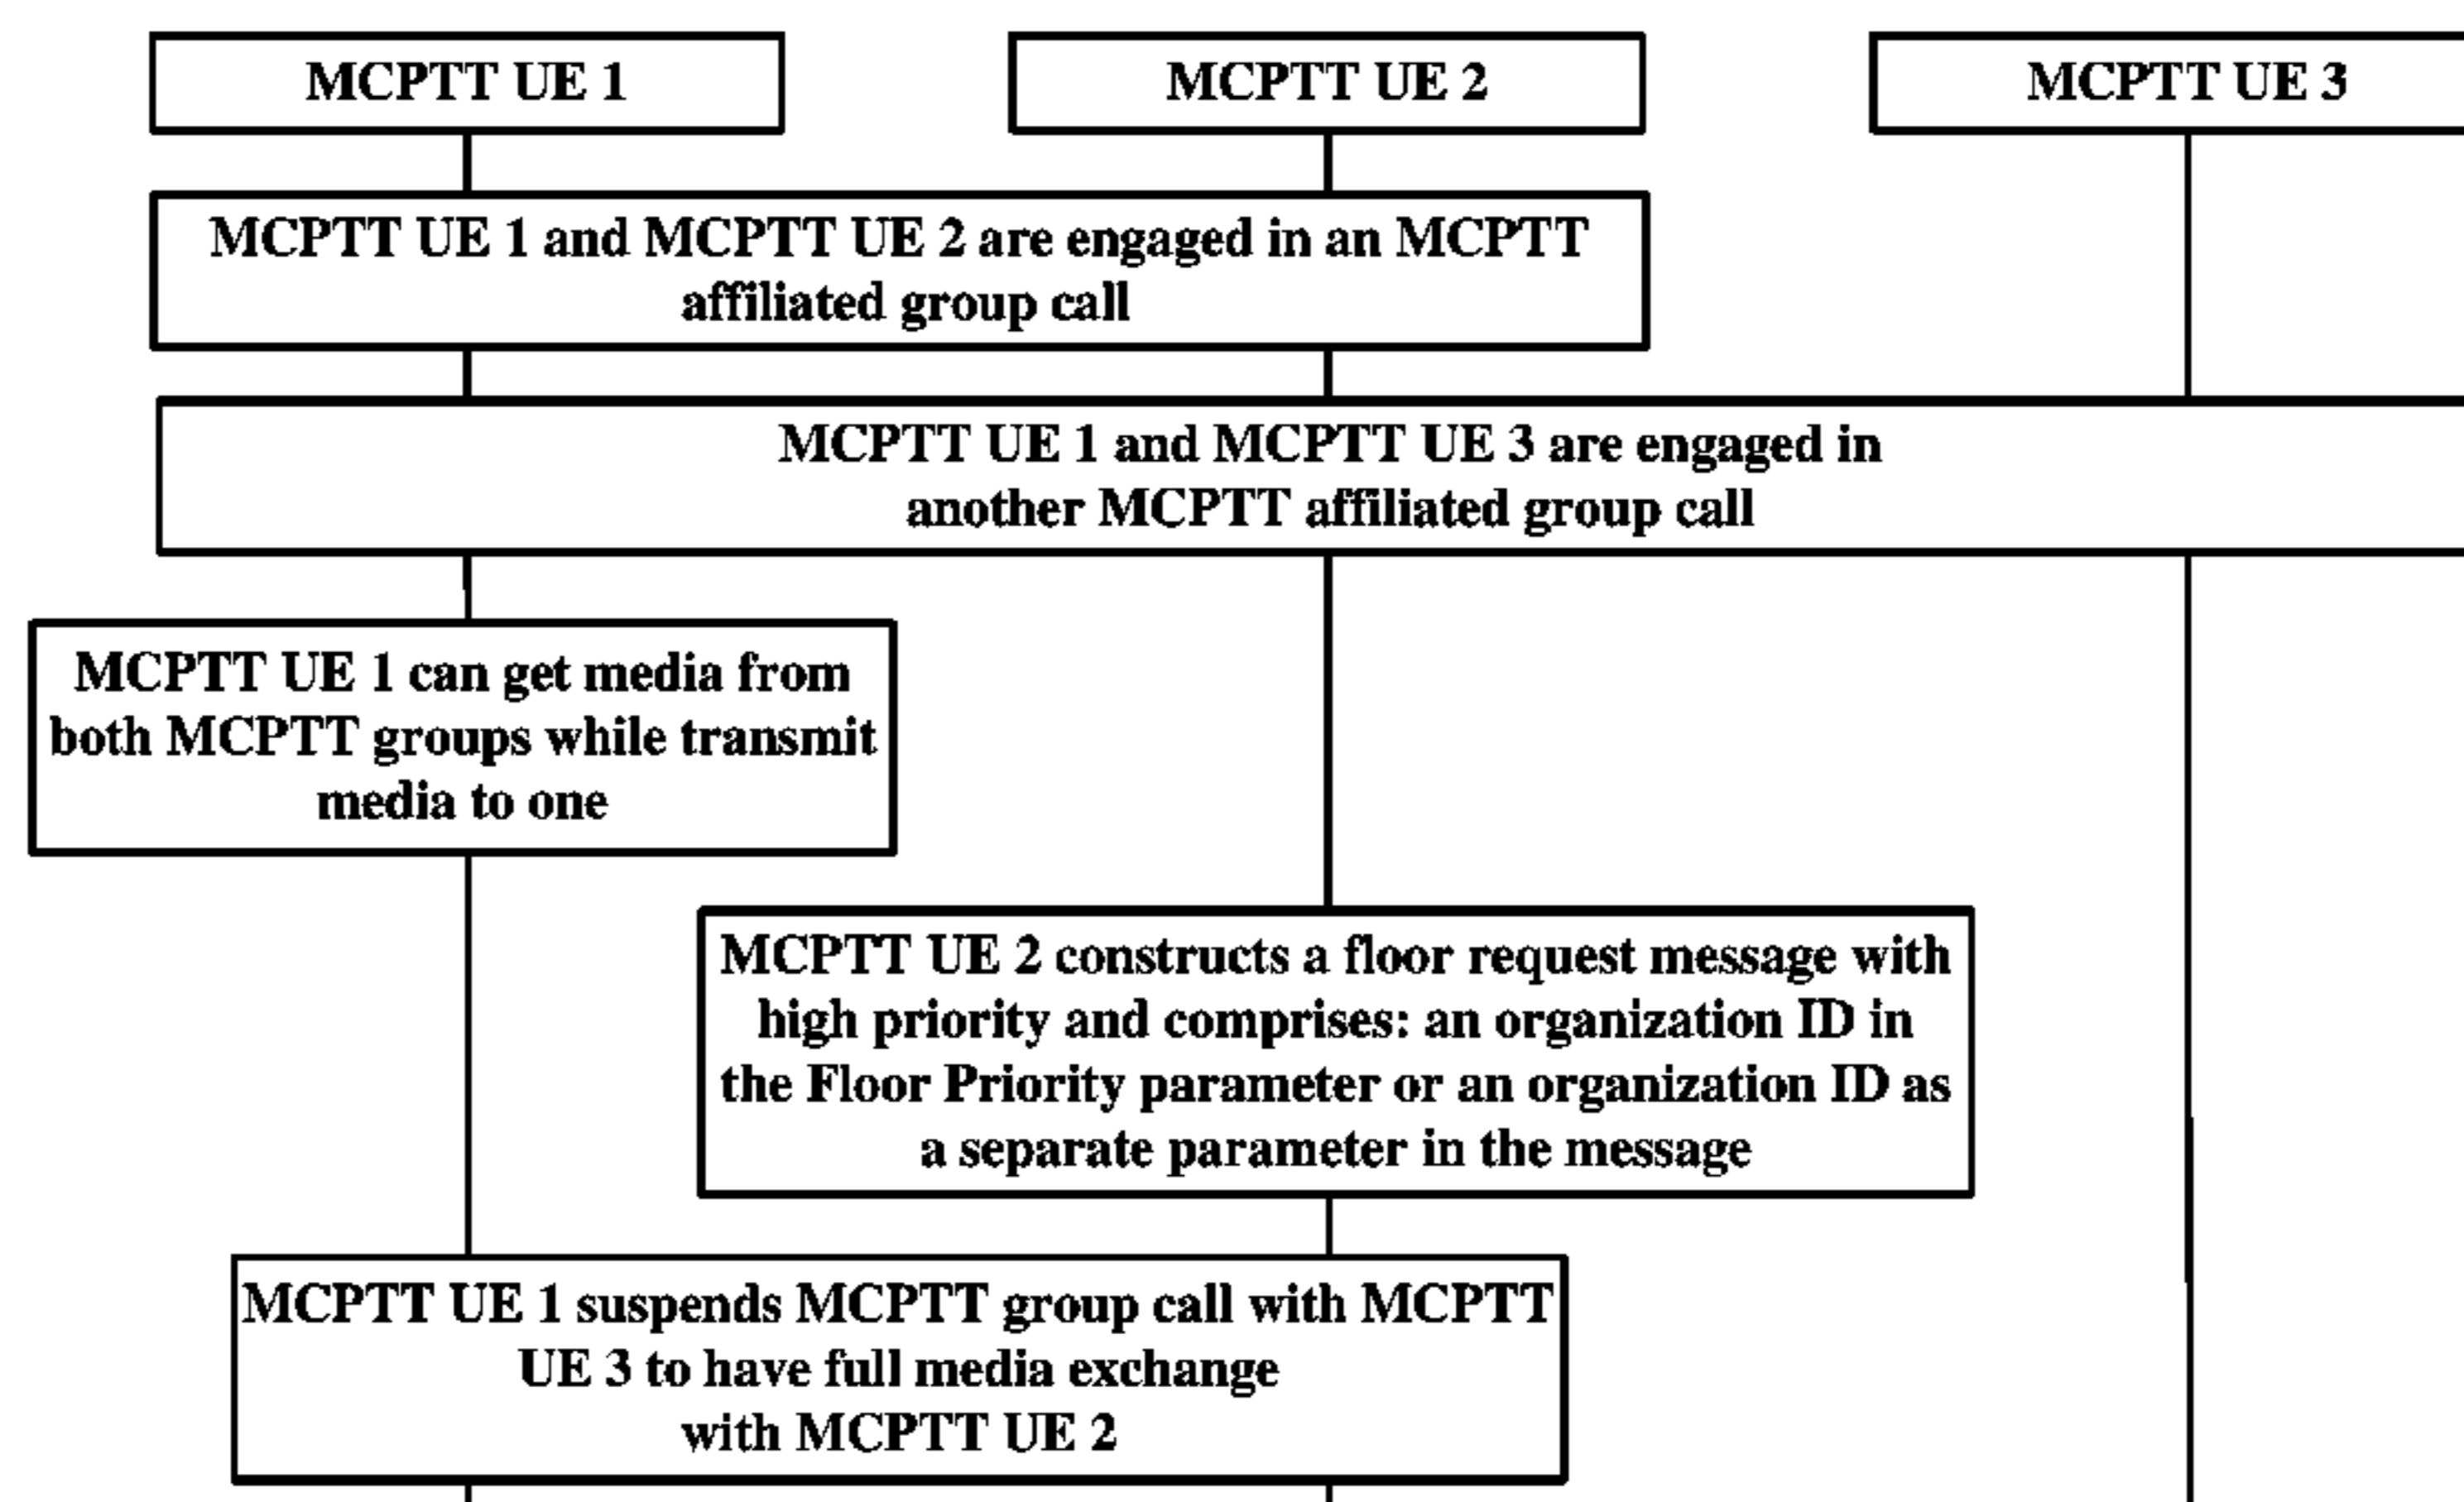 MCPTT UE 1
MCPTT UE 2
MCPTT UE 3
MCPTT UE 1 and MCPTT UE 2 are engaged in an MCPTT
affiliated group call
MCPTT UE 1 and MCPTT UE 3 are engaged in
another MCPTT affiliated group call
MCPTT UE 1 can get media from
both MCPTT groups while transmit
media to one
MCPTT UE 2 constructs a floor request message with
high priority and comprises: an organization ID in
the Floor Priority parameter or an organization ID as
a separate parameter in the message
MCPTT UE 1 suspends MCPTT group call with MCPTT
UE 3 to have full media exchange
with MCPTT UE 2